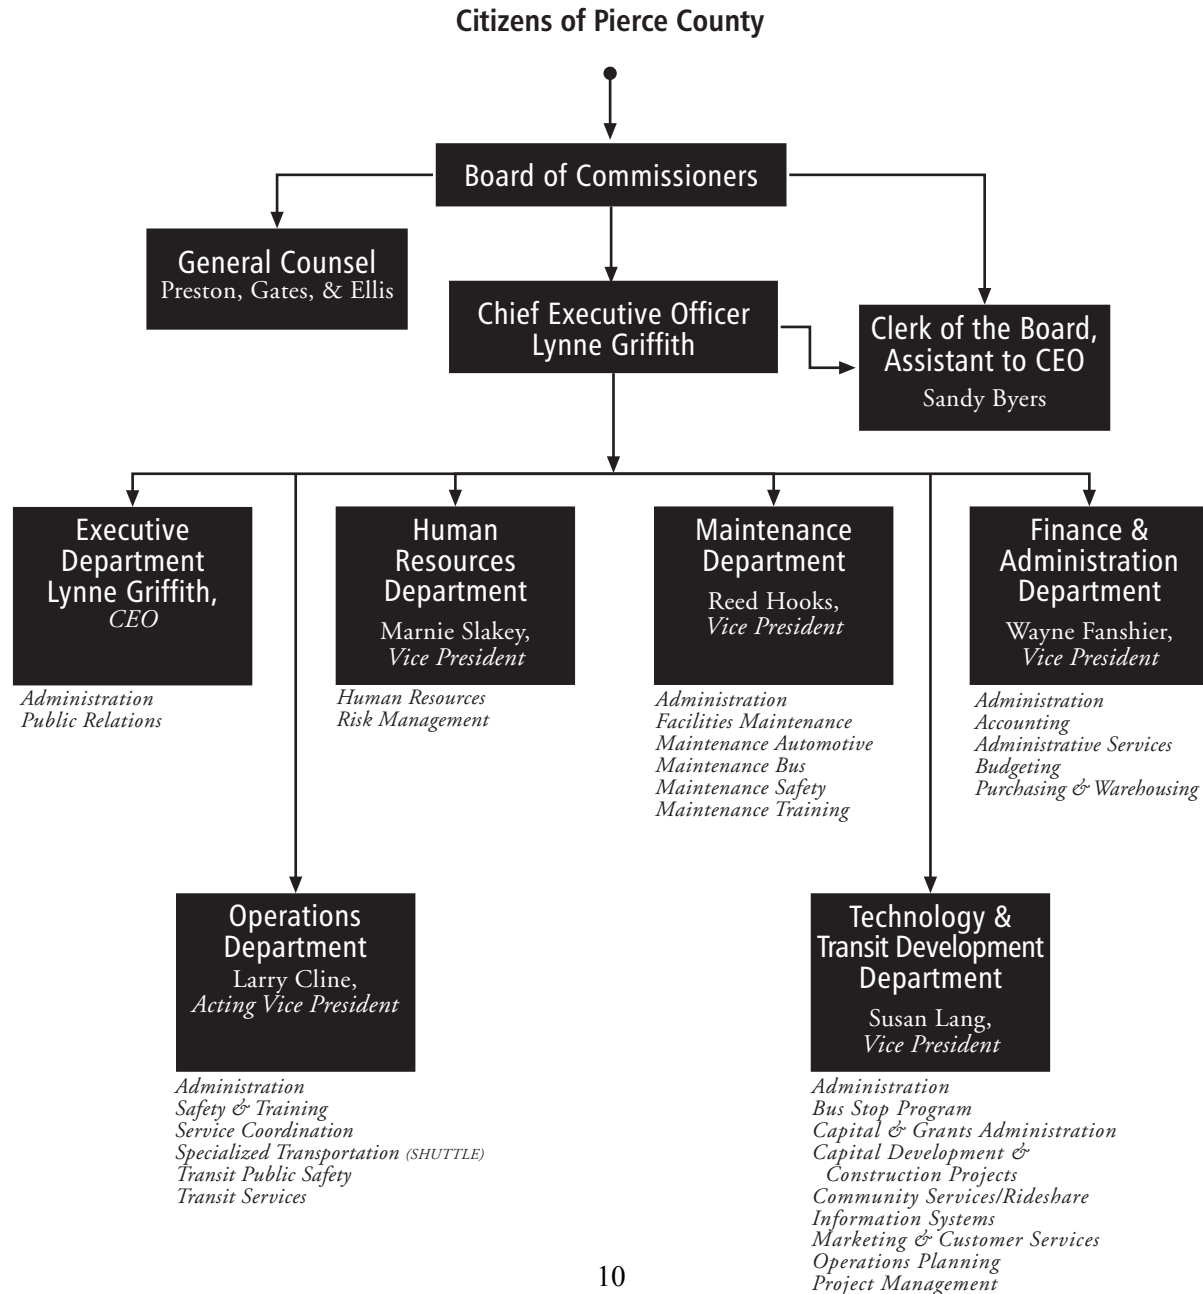 Citizens of Pierce County
Board of Commissioners
General Counsel
Preston, Gates, & Ellis
Chief Executive Officer
Lynne Griffith
Clerk of the Board,
Assistant to CEO
Sandy Byers
Executive
Department
Lynne Griffith,
CEO
Administration
Public Relations
Human
Resources
Department
Marnie Slakey,
Vice President
Human Resources
Risk Management
Maintenance
Department
Reed Hooks,
Vice President
Administration
Facilities Maintenance
Maintenance Automotive
Maintenance Bus
Maintenance Safety
Maintenance Training
Finance &
Administration
Department
Wayne Fanshier,
Vice President
Administration
Accounting
Administrative Services
Budgeting
Purchasing & Warehousing
Operations
Department
Larry Cline,
Acting Vice President
Administration
Safety & Training
Service Coordination
Specialized Transportation (SHUTTLE)
Transit Public Safety
Transit Services
Technology &
Transit Development
Department
Susan Lang,
Vice President
Administration
Bus Stop Program
Capital & Grants Administration
Capital Development &
Construction Projects
Community Services/Rideshare
Information Systems
Marketing & Customer Services
Operations Planning
Project Management
10